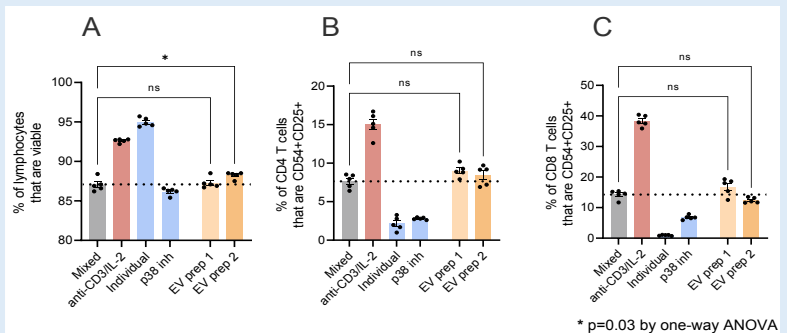 A
B
C
% of lymphocytes
that are viable
100
95
90
85
80
*
ns
Mixed
anti-CD3/IL-2
Individual
p38 inh
EV prep 1
EV prep 2
% of CD4 T cells
that are CD54+CD25+
20
15
10
5
0
ns
ns
Mixed
anti-CD3/IL-2
Individual
p38 inh
EV prep 1
EV prep 2
% of CD8 T cells
that are CD54+CD25+
50
40
30
20
10
0
ns
ns
Mixed
anti-CD3/IL-2
Individual
p38 inh
EV prep 1
EV prep 2
* p=0.03 by one-way ANOVA